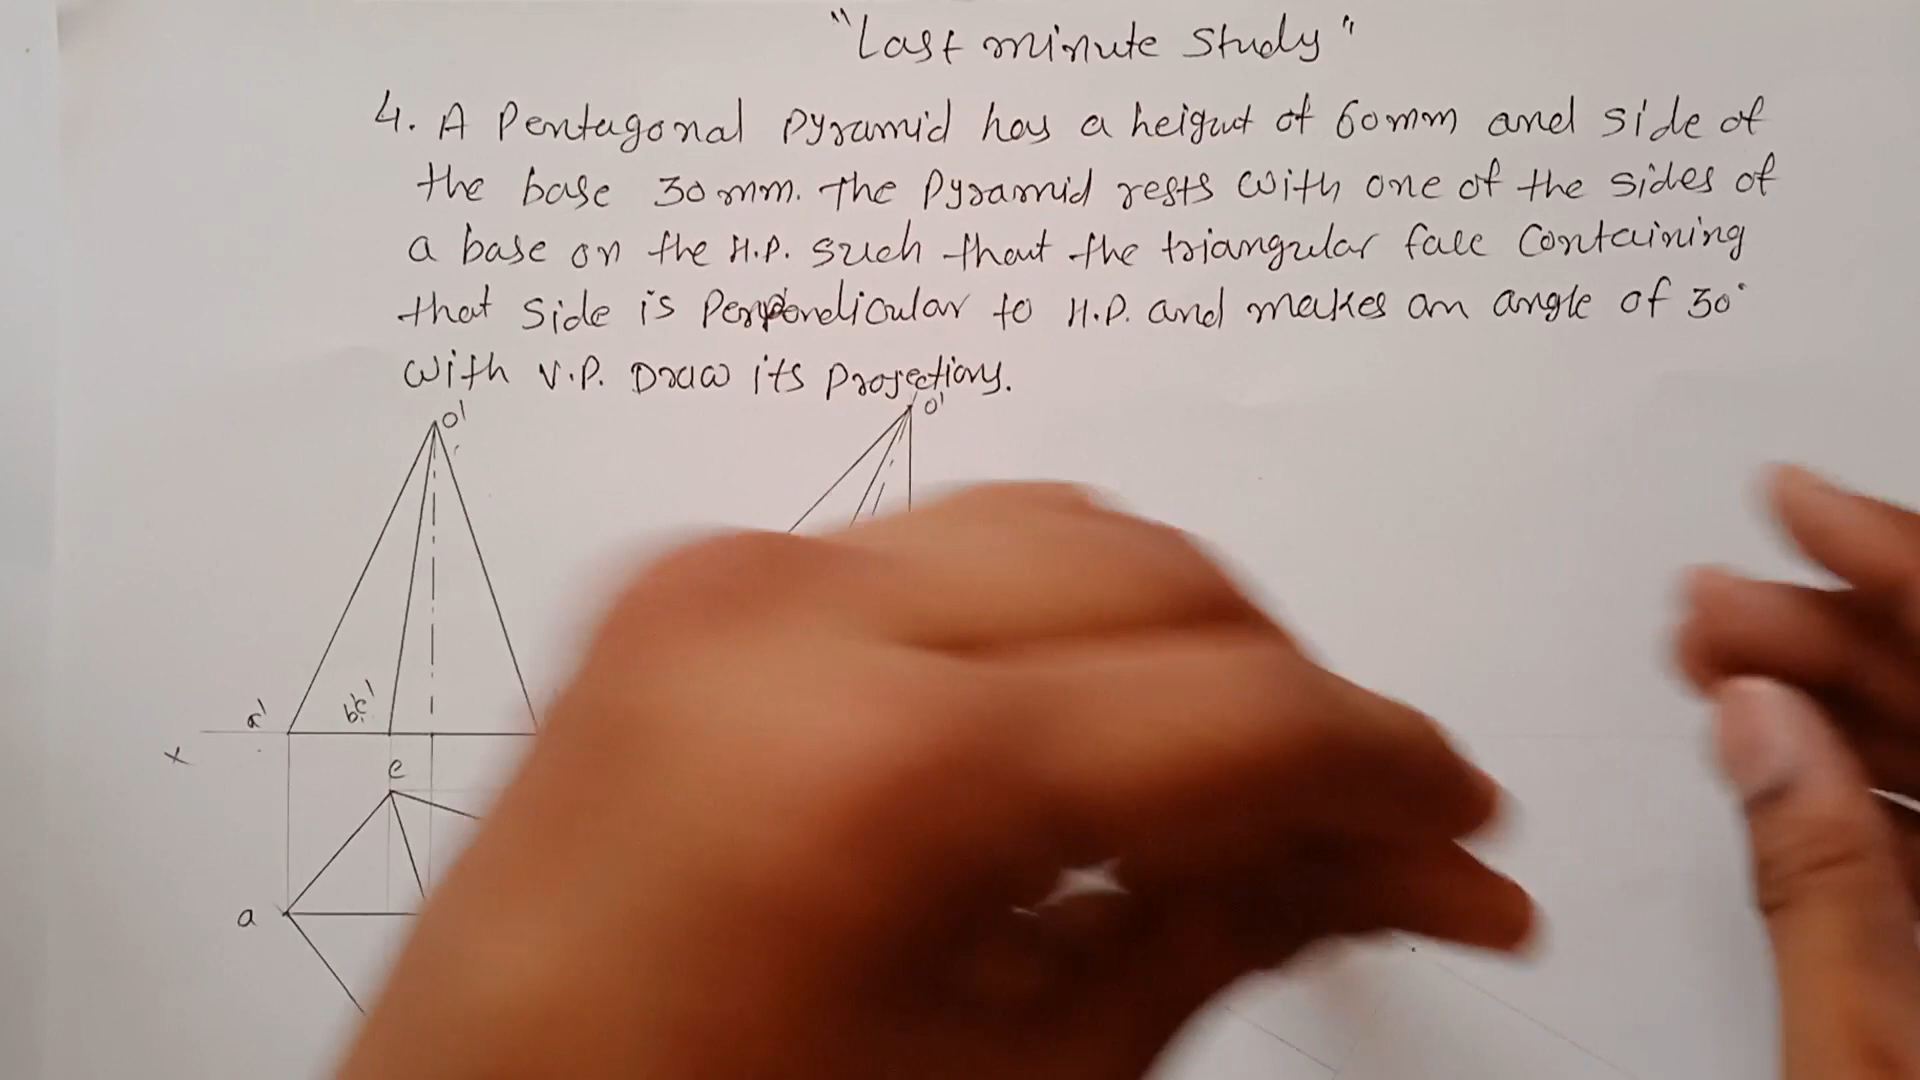 "Last minute study"
4. A Pentagonal Pyramid has a height of 60mm and side of
the base 30 mm. The Pyramid rests with one of the sides of
a base on the H.P. such that the triangular face Containing
that side is Perpendicular to H.P. and makes an angle of 30°
with V.P. Draw its Projections.
o' o'
a' b'e'
x
e
a